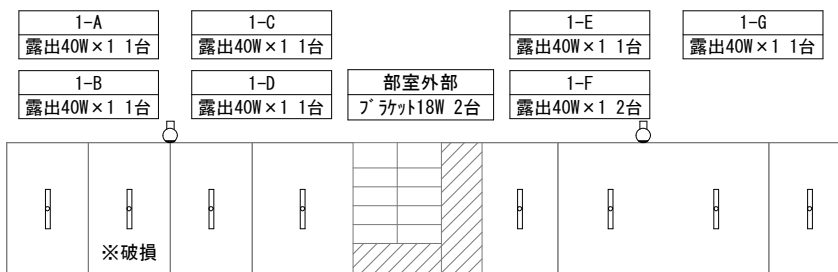 1-A
露出40W×1 1台
1-C
露出40W×1 1台
1-E
露出40W×1 1台
1-G
露出40W×1 1台
1-B
露出40W×1 1台
1-D
露出40W×1 1台
部室外部
ブラケット18W 2台
1-F
露出40W×1 2台
※破損